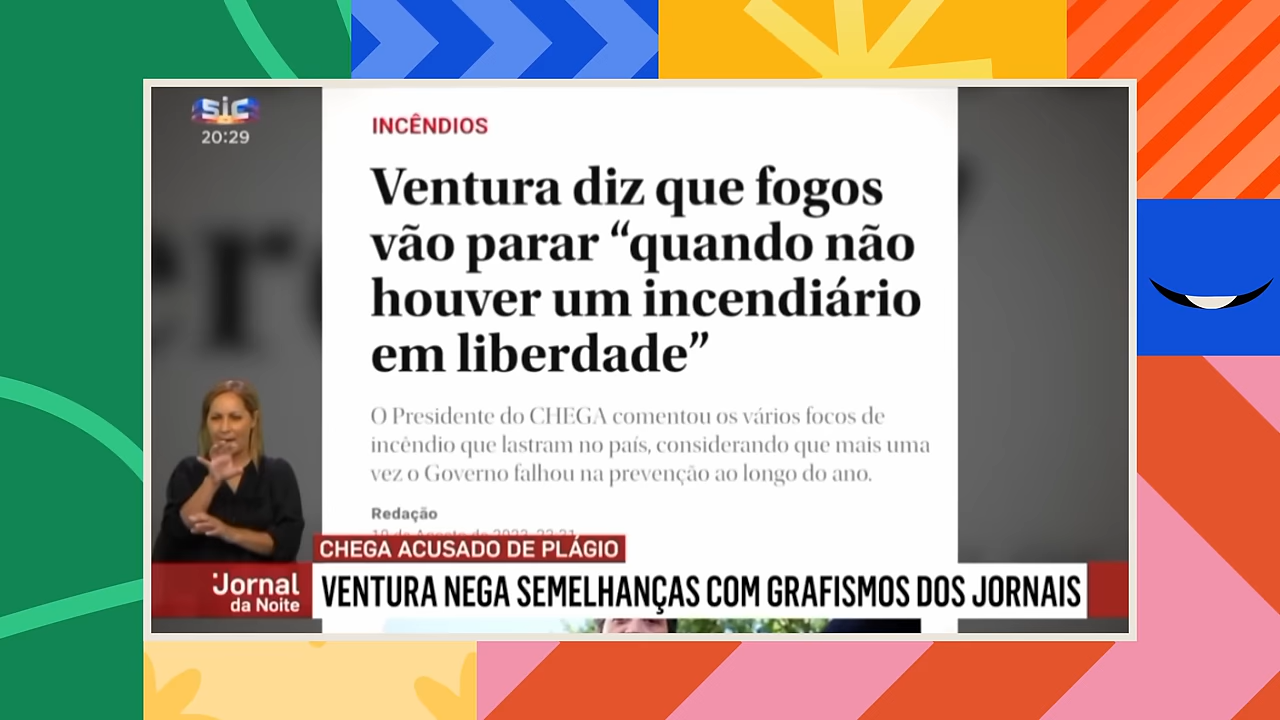 SIC
20:29
INCÊNDIOS
Ventura diz que fogos
vão parar “quando não
houver um incendiário
em liberdade”
O Presidente do CHEGA comentou os vários focos de
incêndio que lastram no país, considerando que mais uma
vez o Governo falhou na prevenção ao longo do ano.
Redação
CHEGA ACUSADO DE PLÁGIO
Jornal
da Noite
VENTURA NEGA SEMELHANÇAS COM GRAFISMOS DOS JORNAIS